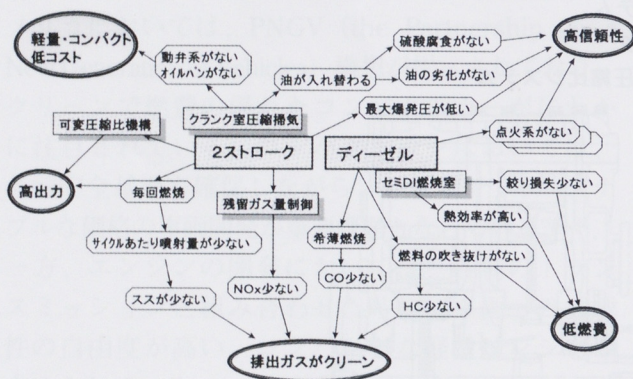 軽量・コンパクト
低コスト
動弁系がない
オイルパンがない
硫酸腐食がない
高信頼性
油が入れ替わる
油の劣化がない
可変圧縮比機構
クランク室圧縮掃気
最大爆発圧が低い
2ストローク
ディーゼル
点火系がない
高出力
毎回燃焼
残留ガス量制御
セミDI燃焼室
絞り損失少ない
熱効率が高い
サイクルあたり噴射量が少ない
希薄燃焼
燃料の吹き抜けがない
ススが少ない
NOx少ない
CO少ない
HC少ない
低燃費
排出ガスがクリーン